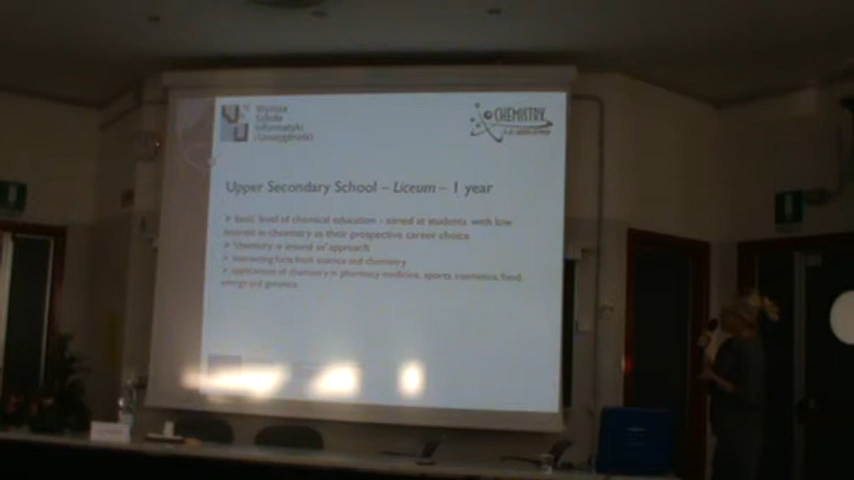 Wyższa
Szkoła
Informatyki
i Umiejętności
CHEMISTRY
Upper Secondary School – Liceum – 1 year
basic level of chemical education – aimed at students with low
interest in chemistry as their prospective career choice
"chemistry is around us" approach
interesting facts from science and chemistry
applications of chemistry in pharmacy medicine, sports, cosmetics, food,
energy and genetics